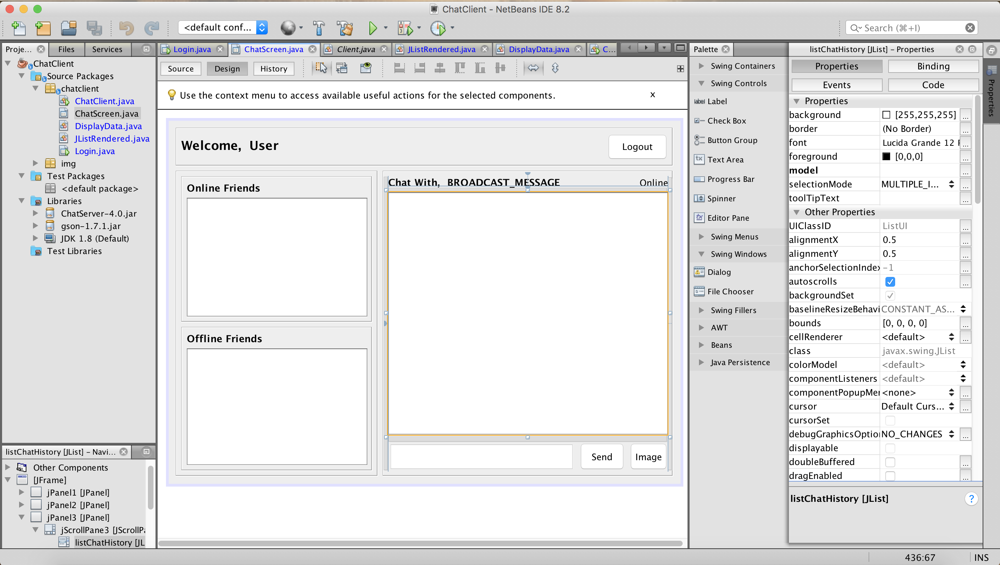 ChatClient - NetBeans IDE 8.2
<default conf...
Search (⌘+I)
Proje...
Files
Services
ChatClient
Source Packages
chatclient
ChatClient.java
ChatScreen.java
DisplayData.java
JListRendered.java
Login.java
img
Test Packages
<default package>
Libraries
ChatServer-4.0.jar
gson-1.7.1.jar
JDK 1.8 (Default)
Test Libraries
listChatHistory [JList] - Navi...
Other Components
[JFrame]
jPanel1 [JPanel]
jPanel2 [JPanel]
jPanel3 [JPanel]
jScrollPane3 [JScrollPa
listChatHistory [JL
Login.java
ChatScreen.java
Client.java
JListRendered.java
DisplayData.java
C...
Source
Design
History
Use the context menu to access available useful actions for the selected components.
x
Welcome, User
Logout
Online Friends
Offline Friends
Chat With, BROADCAST_MESSAGE
Online
Send
Image
Palette
Swing Containers
Swing Controls
label Label
Check Box
Button Group
Text Area
Progress Bar
Spinner
Editor Pane
Swing Menus
Swing Windows
Dialog
File Chooser
Swing Fillers
AWT
Beans
Java Persistence
listChatHistory [JList] - Properties
Properties
Binding
Events
Code
Properties
Properties
background [255,255,255] ...
border (No Border) ...
font Lucida Grande 12 ...
foreground [0,0,0] ...
model ...
selectionMode MULTIPLE_I... ...
toolTipText ...
Other Properties
UIClassID ListUI ...
alignmentX 0.5 ...
alignmentY 0.5 ...
anchorSelectionIndex -1 ...
autoscrolls ...
backgroundSet
baselineResizeBehavi CONSTANT_AS...
bounds [0, 0, 0, 0] ...
cellRenderer <default> ...
class javax.swing.JList
colorModel <default>
componentListeners <default>
componentPopupMe <none> ...
cursor Default Curs... ...
cursorSet
debugGraphicsOptio NO_CHANGES ...
displayable
doubleBuffered ...
dragEnabled ...
listChatHistory [JList]
?
436:67
INS